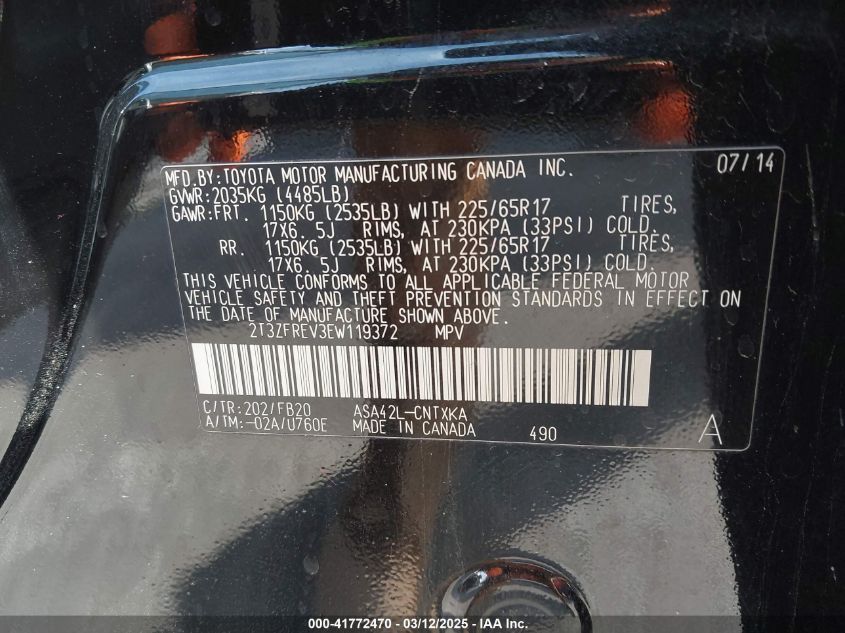 MFD.BY:TOYOTA MOTOR MANUFACTURING CANADA INC. 07/14
GVWR:2035KG (4485LB)
GAWR:FRT. 1150KG (2535LB) WITH 225/65R17 TIRES,
17X6. 5J RIMS, AT 230KPA (33PSI) COLD.
RR. 1150KG (2535LB) WITH 225/65R17 TIRES,
17X6. 5J RIMS, AT 230KPA (33PSI) COLD.
THIS VEHICLE CONFORMS TO ALL APPLICABLE FEDERAL MOTOR
VEHICLE SAFETY AND THEFT PREVENTION STANDARDS IN EFFECT ON
THE DATE OF MANUFACTURE SHOWN ABOVE.
2T3ZFREV3EW119372 MPV
C/TR:202/FB20 ASA42L-CNTXKA
A/TM:-02A/U760E MADE IN CANADA 490 A
000-41772470 - 03/12/2025 - IAA Inc.